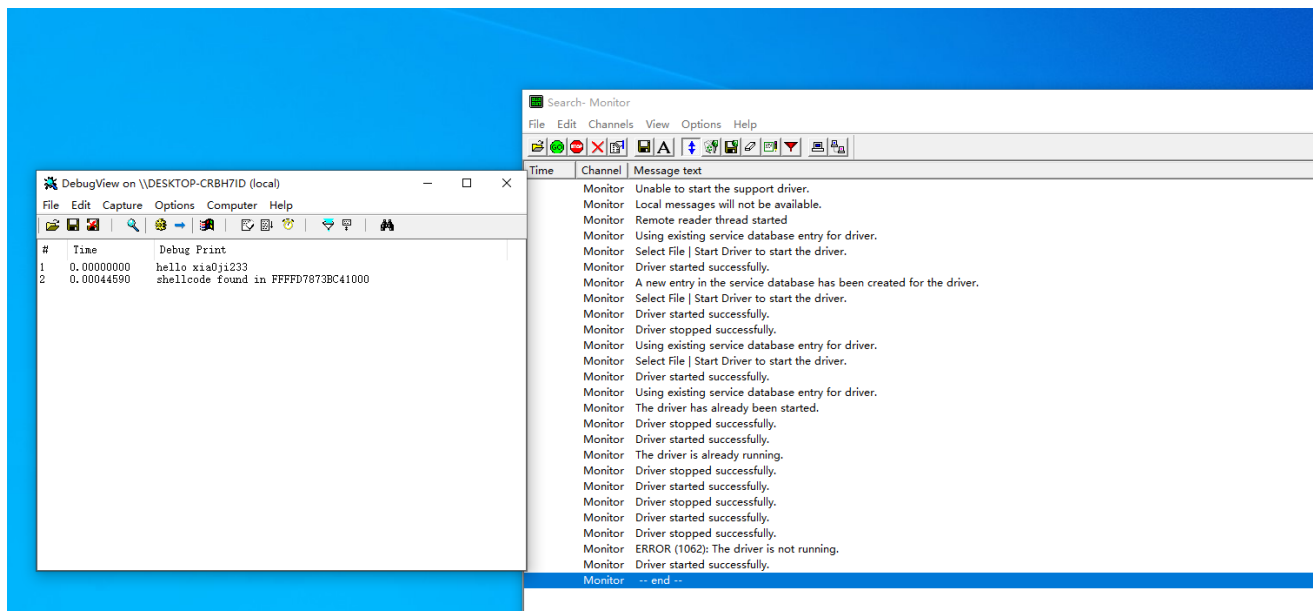 DebugView on \\DESKTOP-CRBH7ID (local)
File Edit Capture Options Computer Help
# Time Debug Print
1 0.00000000 hello xia0ji233
2 0.00044590 shellcode found in FFFFD7873BC41000
Search- Monitor
File Edit Channels View Options Help
Time Channel Message text
Monitor Unable to start the support driver.
Monitor Local messages will not be available.
Monitor Remote reader thread started
Monitor Using existing service database entry for driver.
Monitor Select File | Start Driver to start the driver.
Monitor Driver started successfully.
Monitor A new entry in the service database has been created for the driver.
Monitor Select File | Start Driver to start the driver.
Monitor Driver started successfully.
Monitor Driver stopped successfully.
Monitor Using existing service database entry for driver.
Monitor Select File | Start Driver to start the driver.
Monitor Driver started successfully.
Monitor Using existing service database entry for driver.
Monitor The driver has already been started.
Monitor Driver stopped successfully.
Monitor Driver started successfully.
Monitor The driver is already running.
Monitor Driver stopped successfully.
Monitor Driver started successfully.
Monitor Driver stopped successfully.
Monitor Driver started successfully.
Monitor Driver stopped successfully.
Monitor ERROR (1062): The driver is not running.
Monitor Driver started successfully.
Monitor -- end --